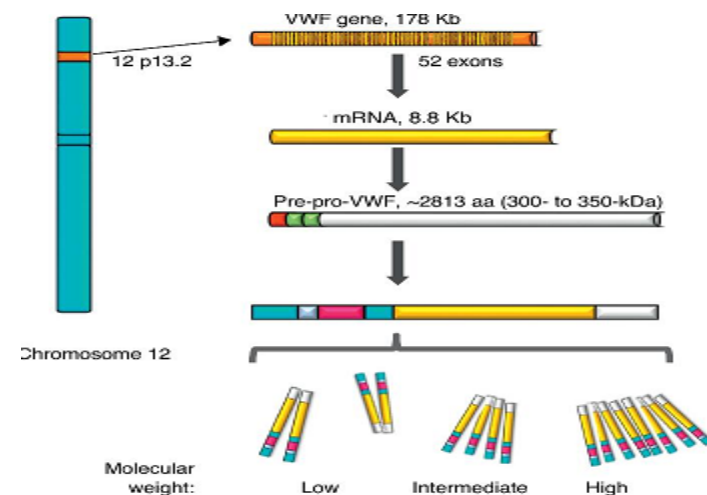 VWF gene, 178 Kb
12 p13.2
52 exons
mRNA, 8.8 Kb
Pre-pro-VWF, ~2813 aa (300- to 350-kDa)
Chromosome 12
Molecular
weight:
Low
Intermediate
High